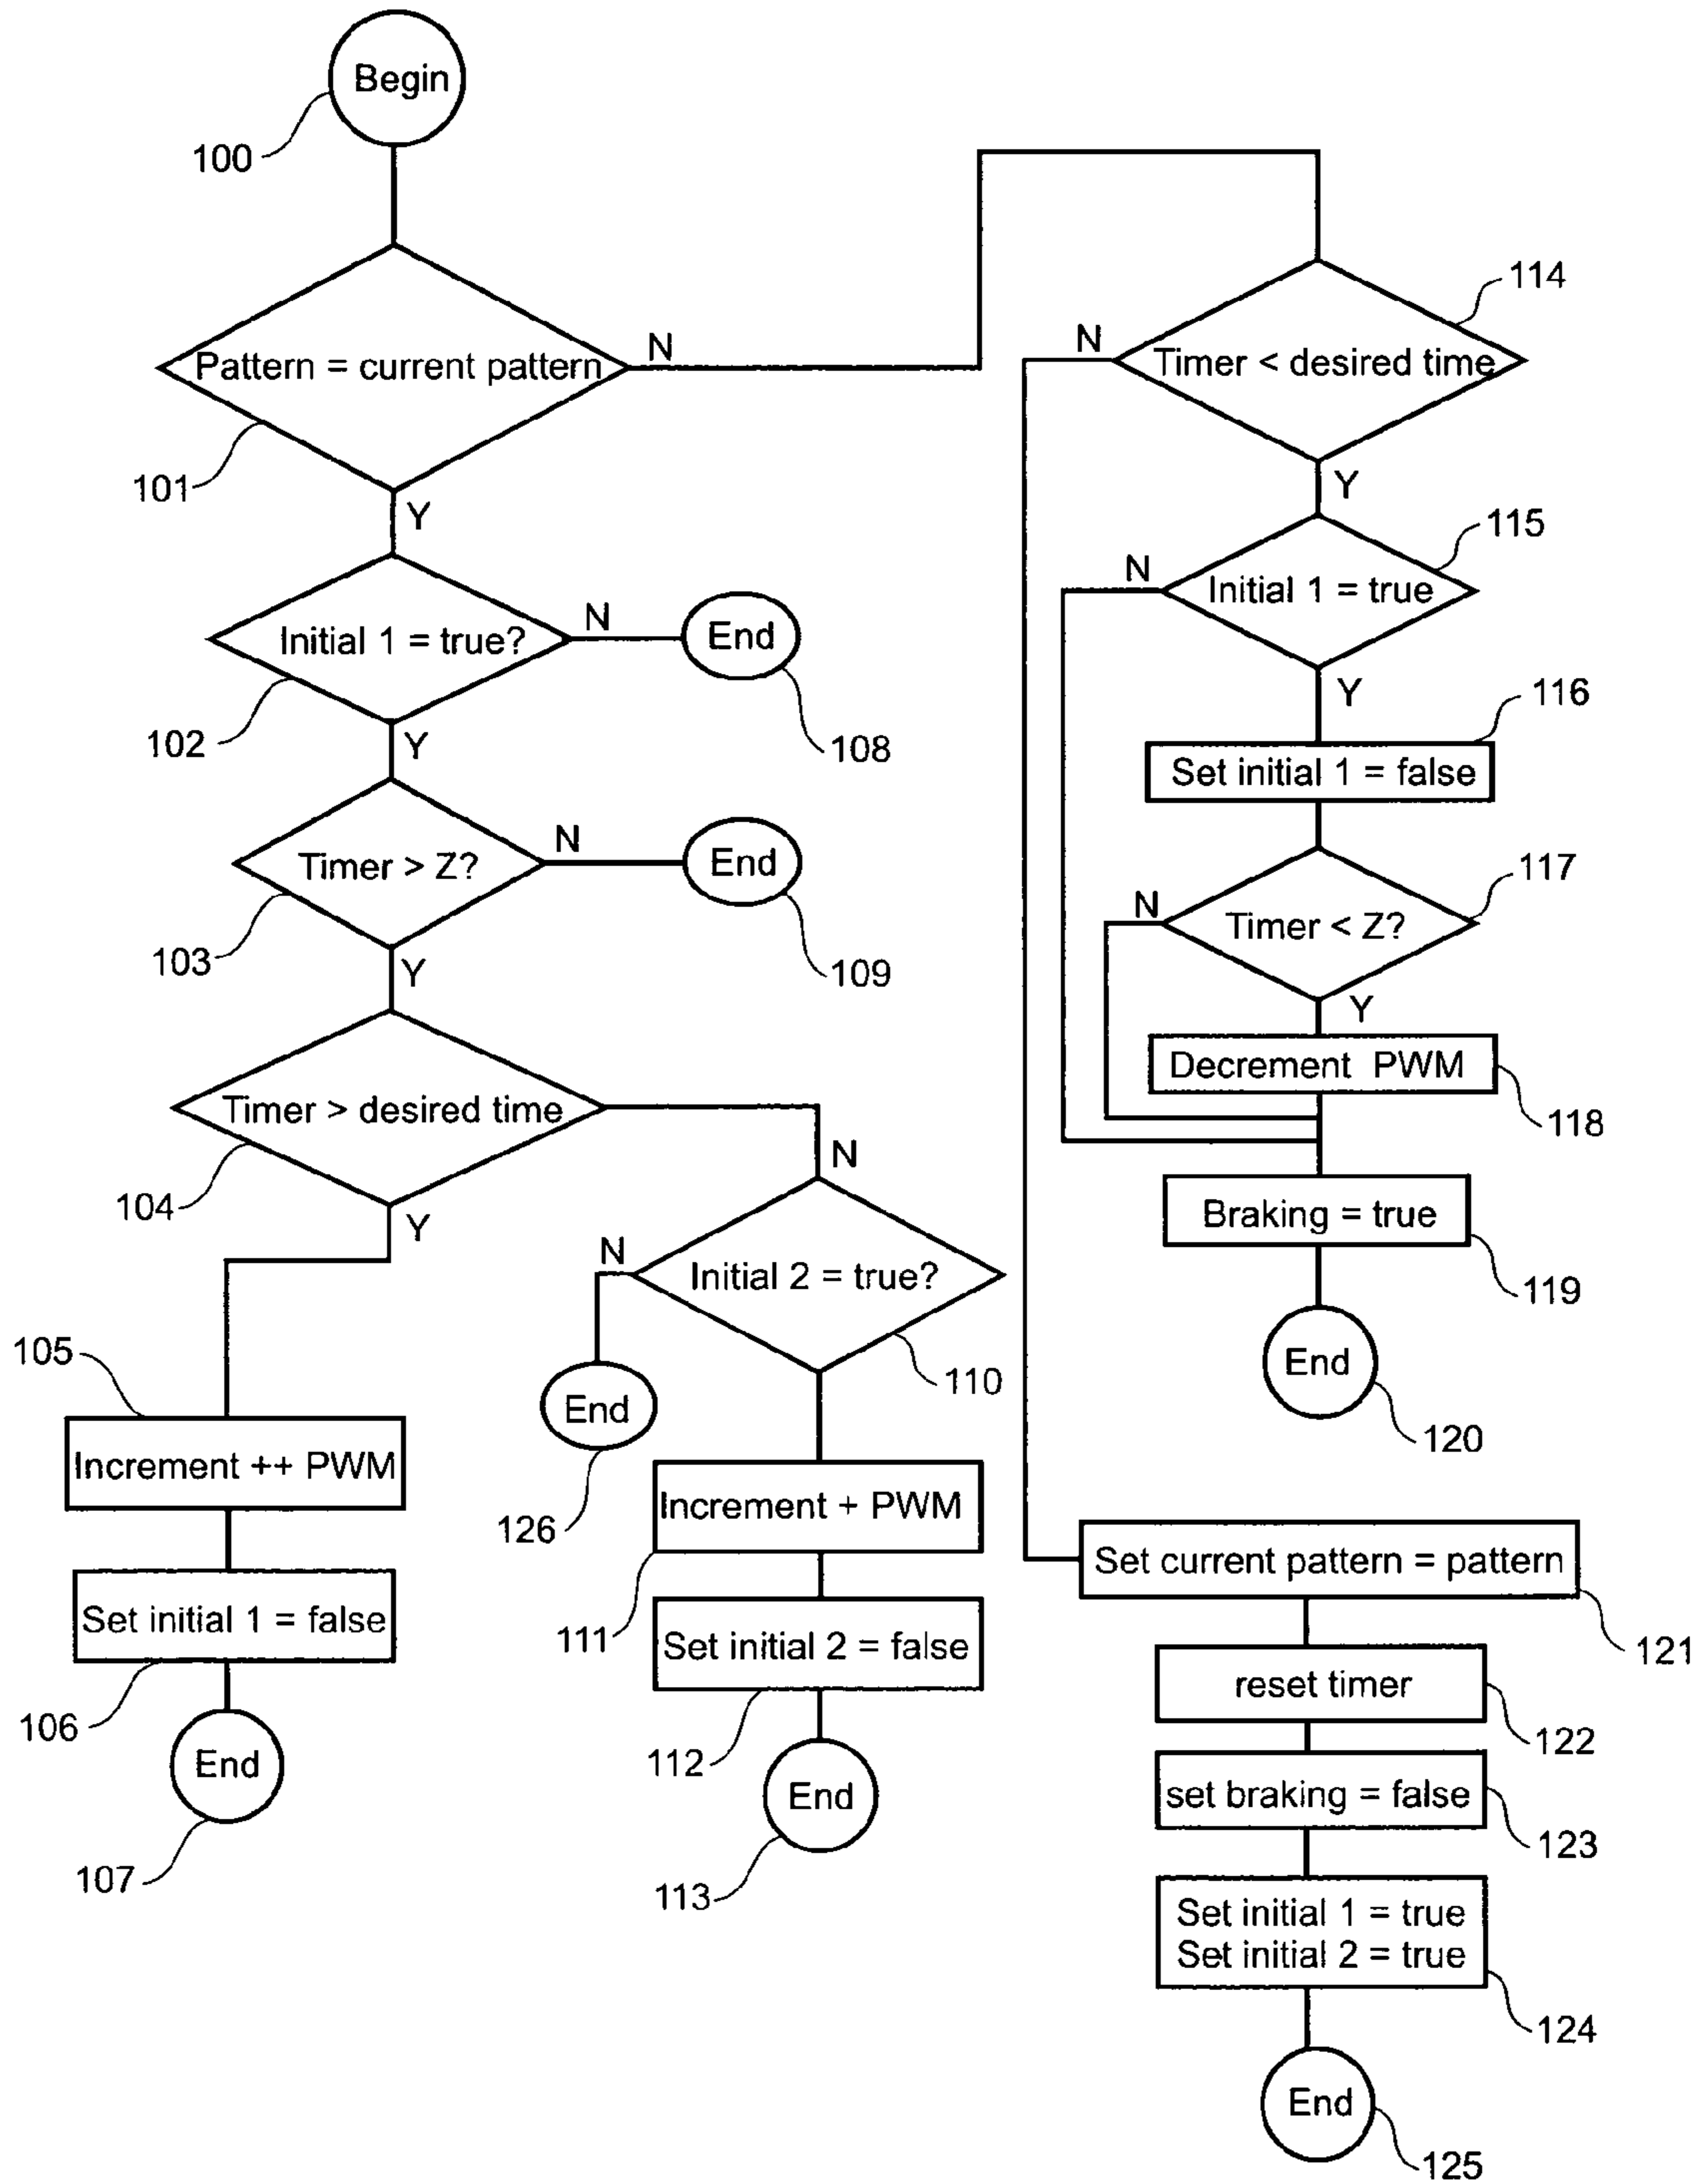 Begin
100
Pattern = current pattern
N
101
Y
Initial 1 = true?
N
End
102
108
Y
Timer > Z?
N
End
103
109
Y
Timer > desired time
N
104
Y
Initial 2 = true?
N
110
End
126
105
Increment ++ PWM
Set initial 1 = false
106
End
107
Increment + PWM
111
Set initial 2 = false
112
End
113
114
N
Timer < desired time
Y
115
N
Initial 1 = true
Y
116
Set initial 1 = false
117
N
Timer < Z?
Y
Decrement PWM
118
Braking = true
119
End
120
Set current pattern = pattern
121
reset timer
122
set braking = false
123
Set initial 1 = true
Set initial 2 = true
124
End
125